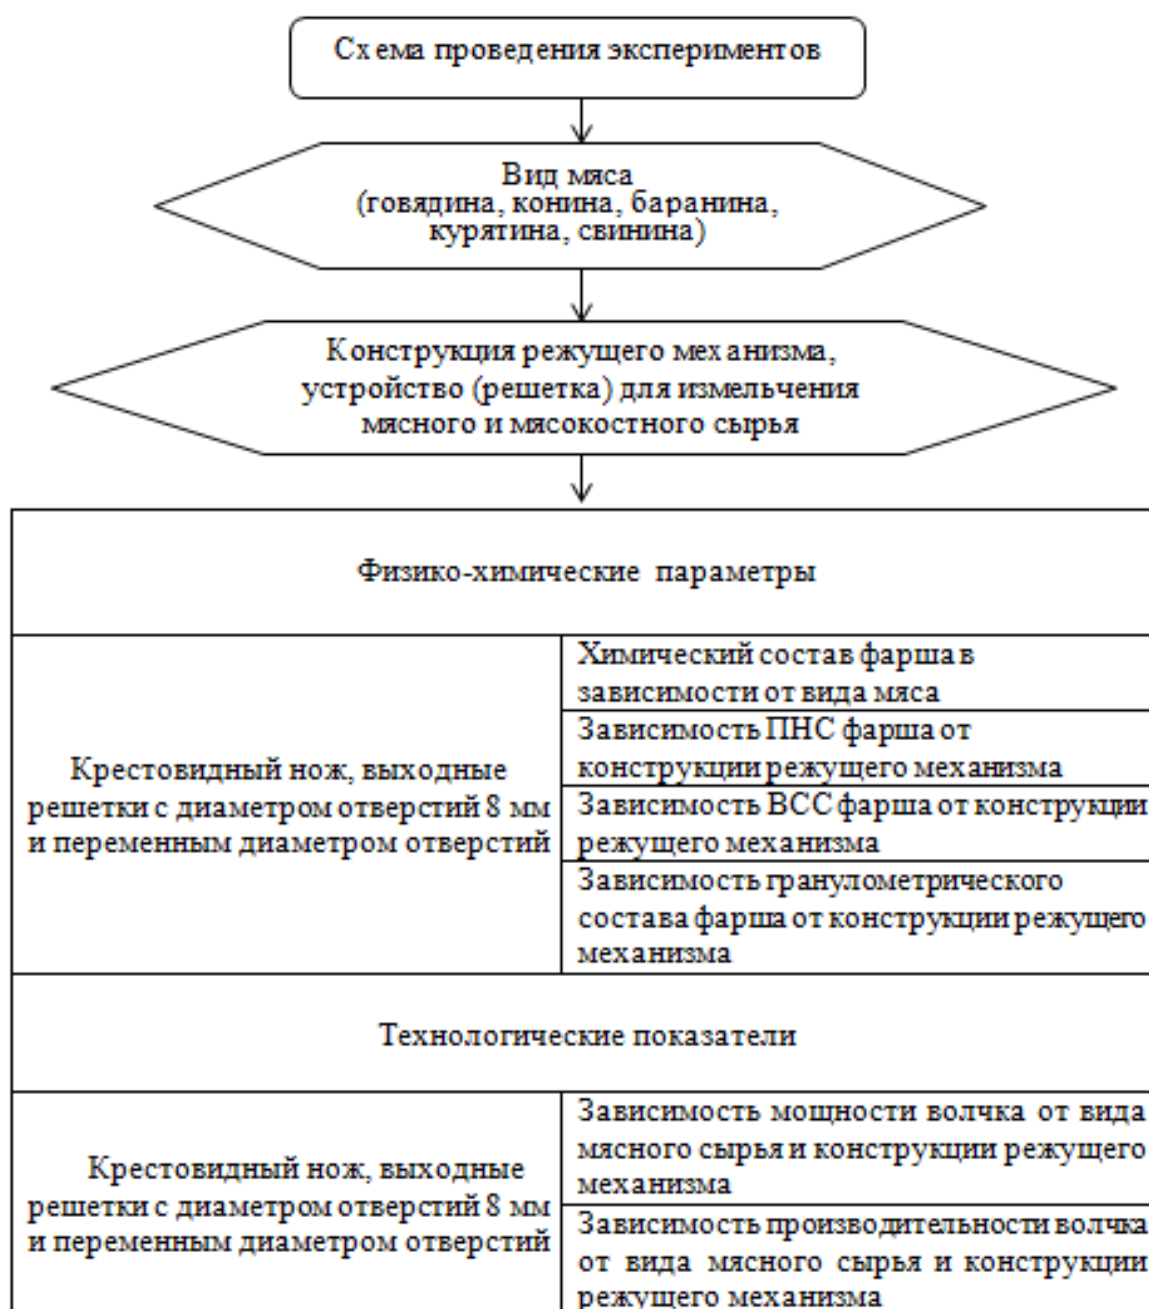 Схема проведения экспериментов
Вид мяса
(говядина, конина, баранина,
курятина, свинина)
Конструкция режущего механизма,
устройство (решетка) для измельчения
мясного и мясокостного сырья
Физико-химические параметры
Крестовидный нож, выходные
решетки с диаметром отверстий 8 мм
и переменным диаметром отверстий
Химический состав фарша в
зависимости от вида мяса
Зависимость ПНС фарша от
конструкции режущего механизма
Зависимость ВСС фарша от конструкции
режущего механизма
Зависимость гранулометрического
состава фарша от конструкции режущего
механизма
Технологические показатели
Крестовидный нож, выходные
решетки с диаметром отверстий 8 мм
и переменным диаметром отверстий
Зависимость мощности волчка от вида
мясного сырья и конструкции режущего
механизма
Зависимость производительности волчка
от вида мясного сырья и конструкции
режущего механизма